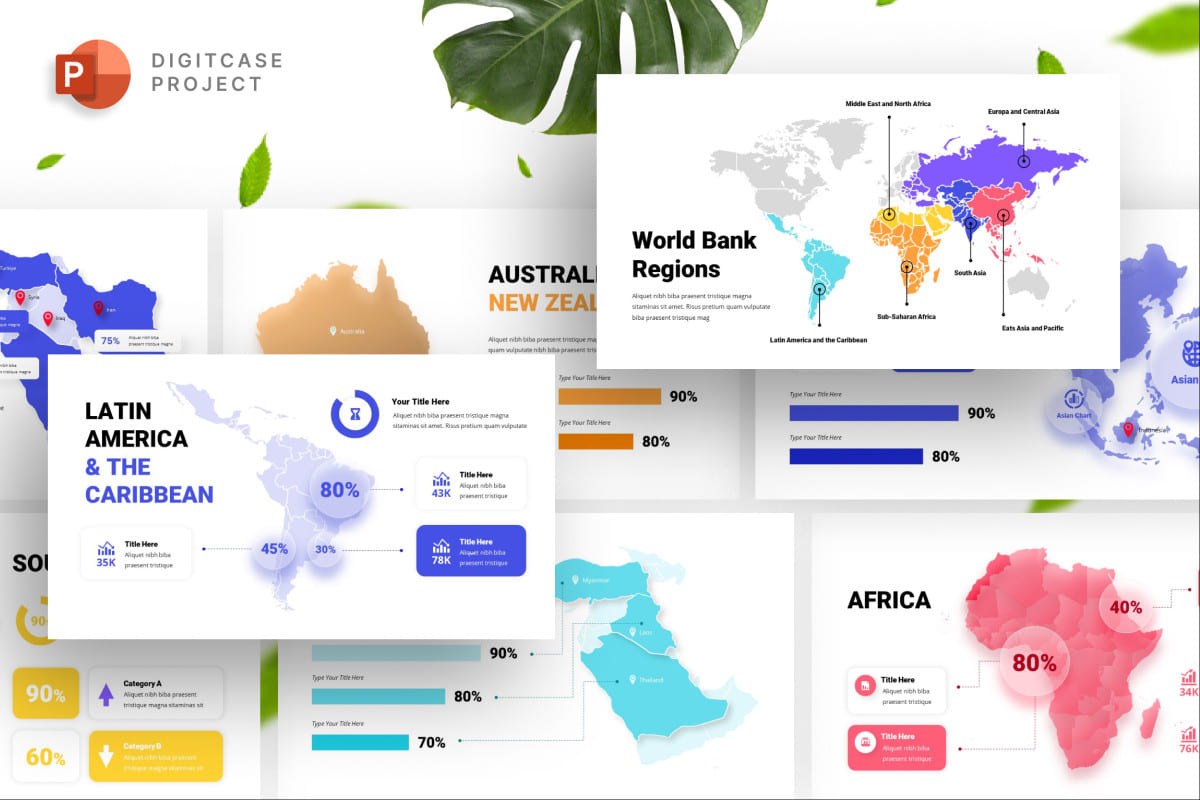 P
DIGITCASE
PROJECT
Middle East and North Africa
Europa and Central Asia
World Bank
Regions
Aliquet nibh biba praesent tristique magna
sitaminas sit amet. Risus pretium quam vulputate
biba praesent tristique mag
South Asia
Sub-Saharan Africa
Eats Asia and Pacific
Latin America and the Caribbean
Turkiye
Syria
Iraq
Iran
75%
Aliquet nibh biba
praesent tristique magna
Australia
AUSTRAL
NEW ZEAL
Aliquet nibh biba praesent tristique ma
quam vulputate nibh biba praesent tris
Type Your Title Here
90%
Type Your Title Here
80%
Type Your Title Here
90%
Type Your Title Here
80%
Asian
Asian Chart
Indonesia
LATIN
AMERICA
& THE
CARIBBEAN
Your Title Here
Aliquet nibh biba praesent tristique magna
sitaminas sit amet. Risus pretium quam vulputate
80%
43K
Title Here
Aliquet nibh biba
praesent tristique
35K
Title Here
Aliquet nibh biba
praesent tristique
45%
30%
78K
Title Here
Aliquet nibh biba
praesent tristique
SOU
90
90%
Category A
Aliquet nibh biba praesent
tristique magna sitaminas sit
60%
Category B
Aliquet nibh biba praesent
tristique magna sitaminas sit
90%
Type Your Title Here
80%
Type Your Title Here
70%
Myanmar
Laos
Thailand
AFRICA
40%
80%
Title Here
Aliquet nibh biba
praesent tristique
Title Here
Aliquet nibh biba
praesent tristique
34K
76K